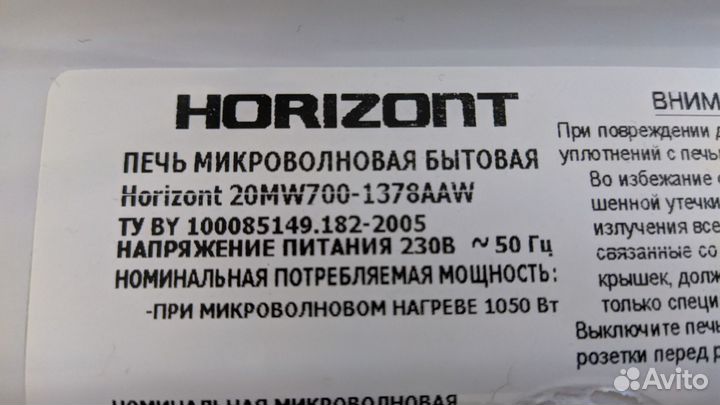 HORIZONT
ПЕЧЬ МИКРОВОЛНОВАЯ БЫТОВАЯ
Horizont 20MW700-1378AAW
ТУ BY 100085149.182-2005
НАПРЯЖЕНИЕ ПИТАНИЯ 230В ~ 50 Гц
НОМИНАЛЬНАЯ ПОТРЕБЛЯЕМАЯ МОЩНОСТЬ:
-ПРИ МИКРОВОЛНОВОМ НАГРЕВЕ 1050 Вт
НОМИНАЛЬНАЯ МИКРОВОЛНОВАЯ
ВНИМ
При повреждении д
уплотнений с печь
Во избежание
шенной утечки
излучения все
связанные со
крышек, долж
только специ
Выключите печь
розетки перед р
Avito